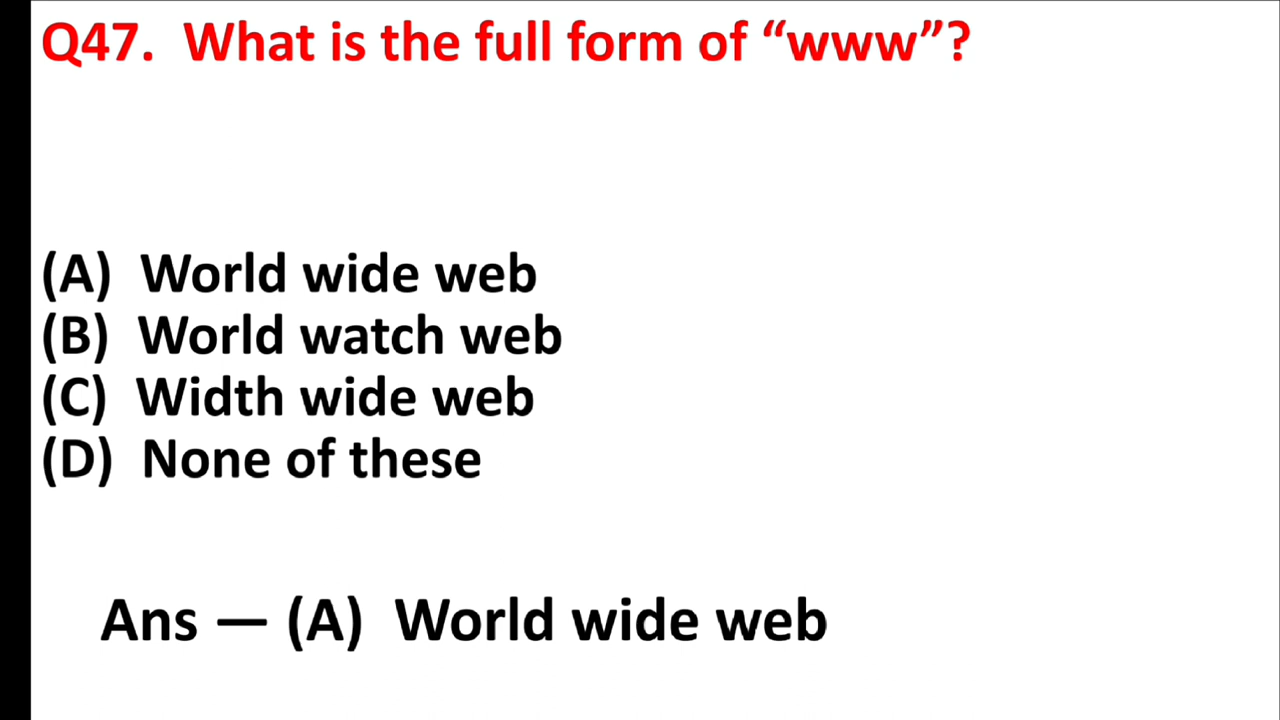 Q47. What is the full form of “www”?
(A) World wide web
(B) World watch web
(C) Width wide web
(D) None of these
Ans — (A) World wide web